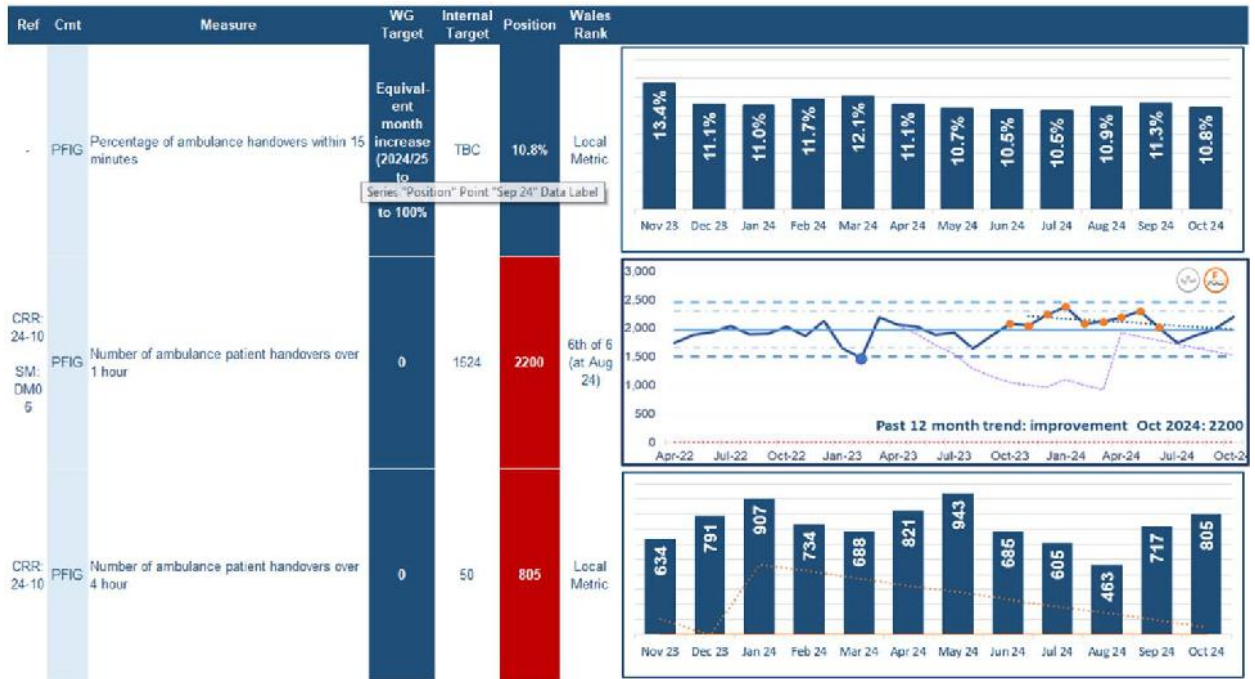 Ref Cmt Measure WG Target Internal Target Position Wales Rank
-
PFIG
Percentage of ambulance handovers within 15
minutes
Equival-
ent
month
increase
(2024/25
to
to 100%
TBC
10.8%
Local
Metric
Series "Position" Point "Sep 24" Data Label
13.4% 11.1% 11.0% 11.7% 12.1% 11.1% 10.7% 10.5% 10.5% 10.9% 11.3% 10.8%
Nov 23 Dec 23 Jan 24 Feb 24 Mar 24 Apr 24 May 24 Jun 24 Jul 24 Aug 24 Sep 24 Oct 24
CRR:
24-10
SM:
DM0
5
PFIG
Number of ambulance patient handovers over
1 hour
0
1524
2200
6th of 6
(at Aug
24)
3,000
2,500
2,000
1,500
1,000
500
0
F
Past 12 month trend: improvement Oct 2024: 2200
Apr-22 Jul-22 Oct-22 Jan-23 Apr-23 Jul-23 Oct-23 Jan-24 Apr-24 Jul-24 Oct-24
CRR:
24-10
PFIG
Number of ambulance patient handovers over
4 hour
0
50
805
Local
Metric
634 791 907 734 688 821 943 685 605 463 717 805
Nov 23 Dec 23 Jan 24 Feb 24 Mar 24 Apr 24 May 24 Jun 24 Jul 24 Aug 24 Sep 24 Oct 24